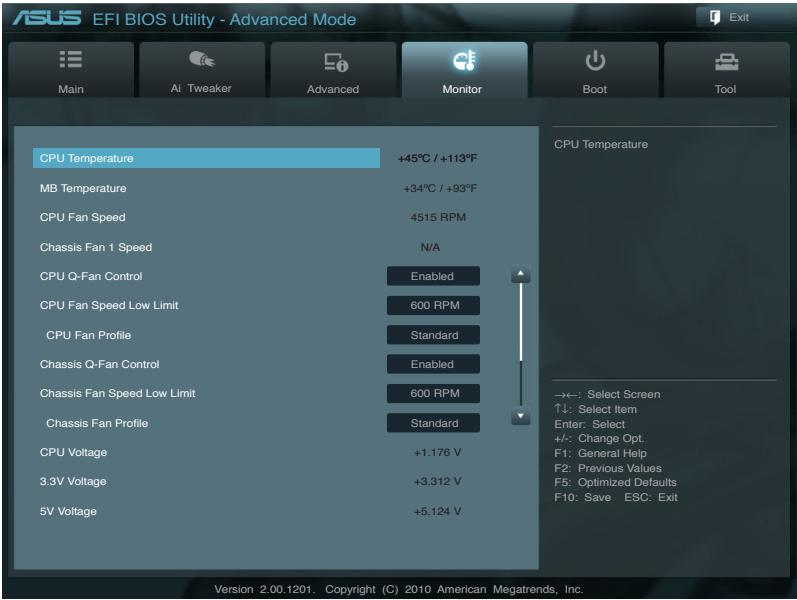 ASUS EFI BIOS Utility - Advanced Mode
Exit
Main
Ai Tweaker
Advanced
Monitor
Boot
Tool
CPU Temperature +45ºC / +113ºF
MB Temperature +34ºC / +93ºF
CPU Fan Speed 4515 RPM
Chassis Fan 1 Speed N/A
CPU Q-Fan Control Enabled
CPU Fan Speed Low Limit 600 RPM
CPU Fan Profile Standard
Chassis Q-Fan Control Enabled
Chassis Fan Speed Low Limit 600 RPM
Chassis Fan Profile Standard
CPU Voltage +1.176 V
3.3V Voltage +3.312 V
5V Voltage +5.124 V
CPU Temperature
→←: Select Screen
↑↓: Select Item
Enter: Select
+/-: Change Opt.
F1: General Help
F2: Previous Values
F5: Optimized Defaults
F10: Save ESC: Exit
Version 2.00.1201. Copyright (C) 2010 American Megatrends, Inc.